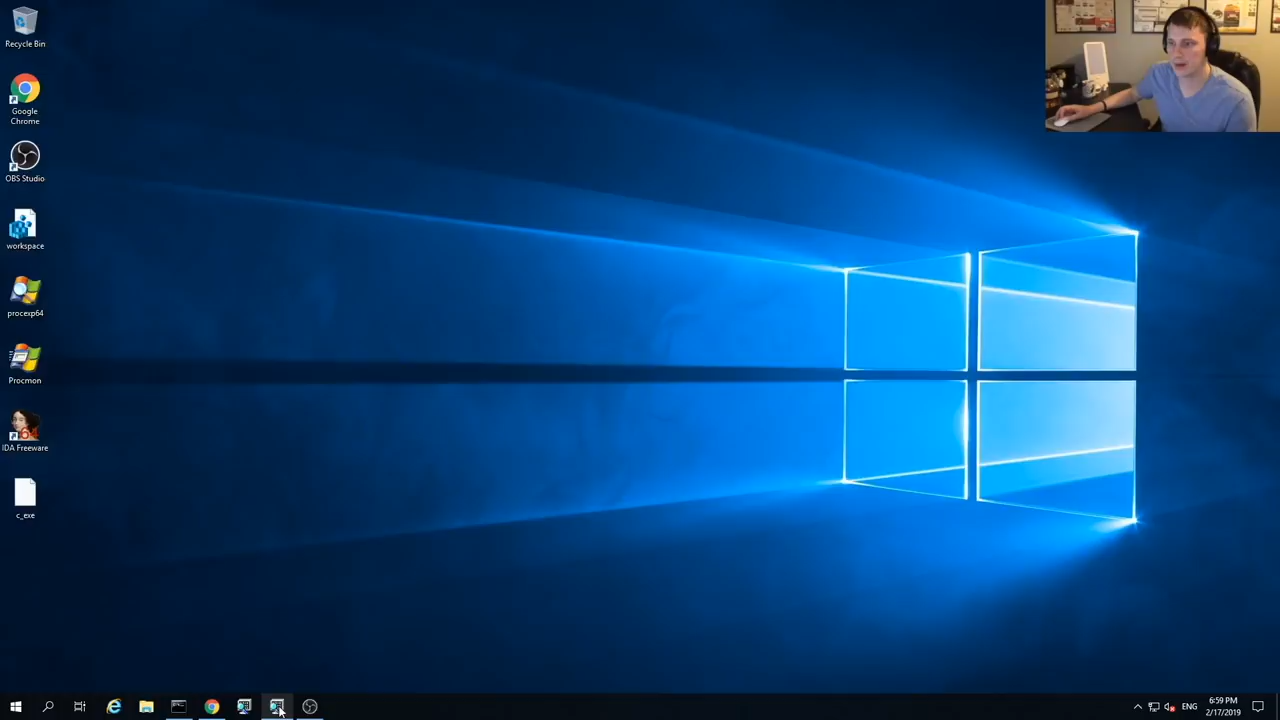 Recycle Bin
Google
Chrome
OBS Studio
workspace
procexp64
Procmon
64
IDA Freeware
c_exe
ENG
6:59 PM
2/17/2019